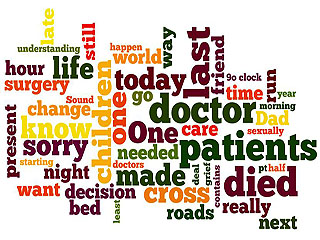 late
understanding
still
happen
world
way
last
friend
9o clock
hour
life
surgery
children
today
time
run
year
Sound
change
one
go
doctor
morning
Dad
present
know
One
care
sexually
sorry
needed
patients
starting
doctors
night
made
deal
grief
contains
pt
half
died
want
decision
cross
bed
least
roads
really
next